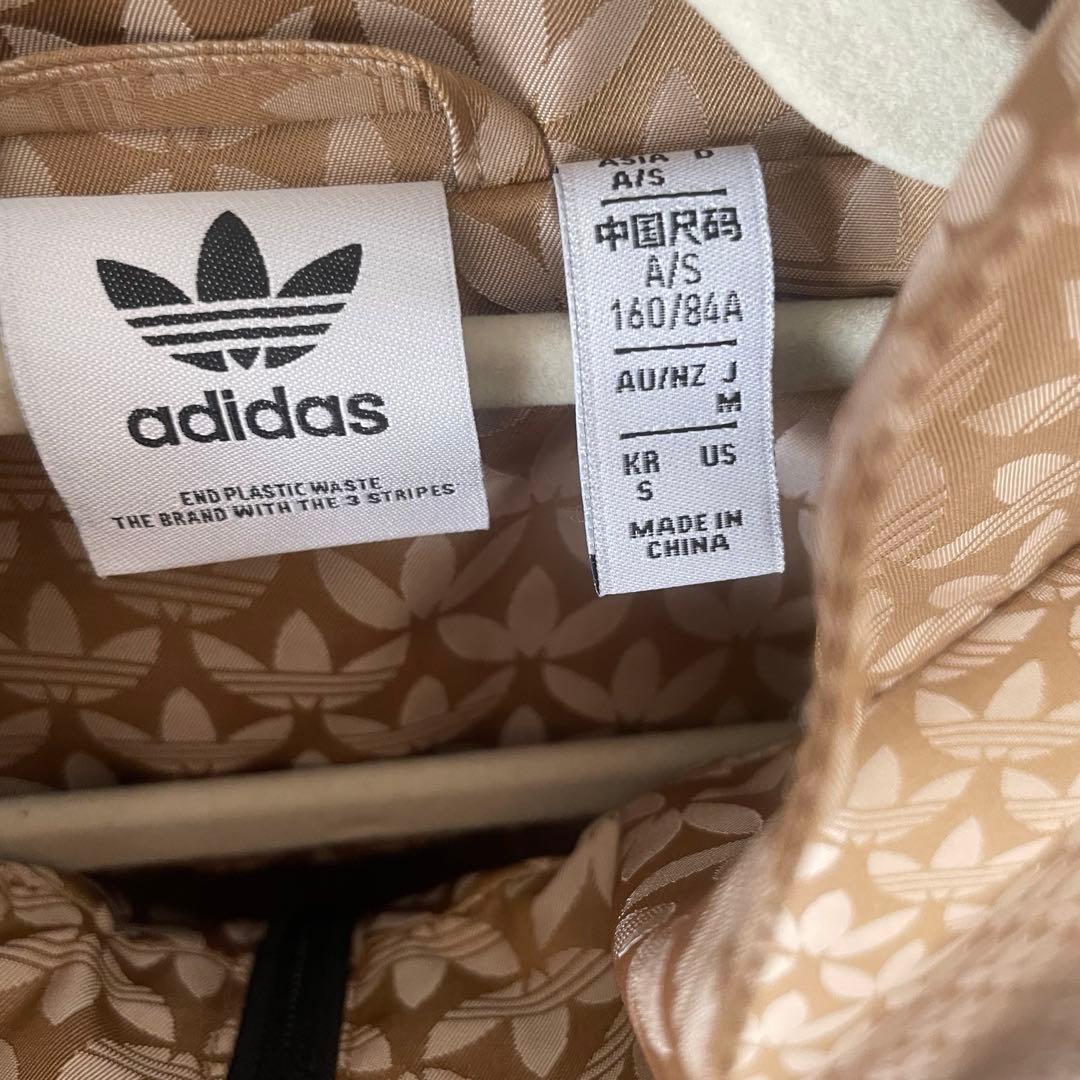 adidas
END PLASTIC WASTE
THE BRAND WITH THE 3 STRIPES
ASIA D
A/S
中国尺码
A/S
160/84A
AU/NZ J
M
KR US
S
MADE IN
CHINA